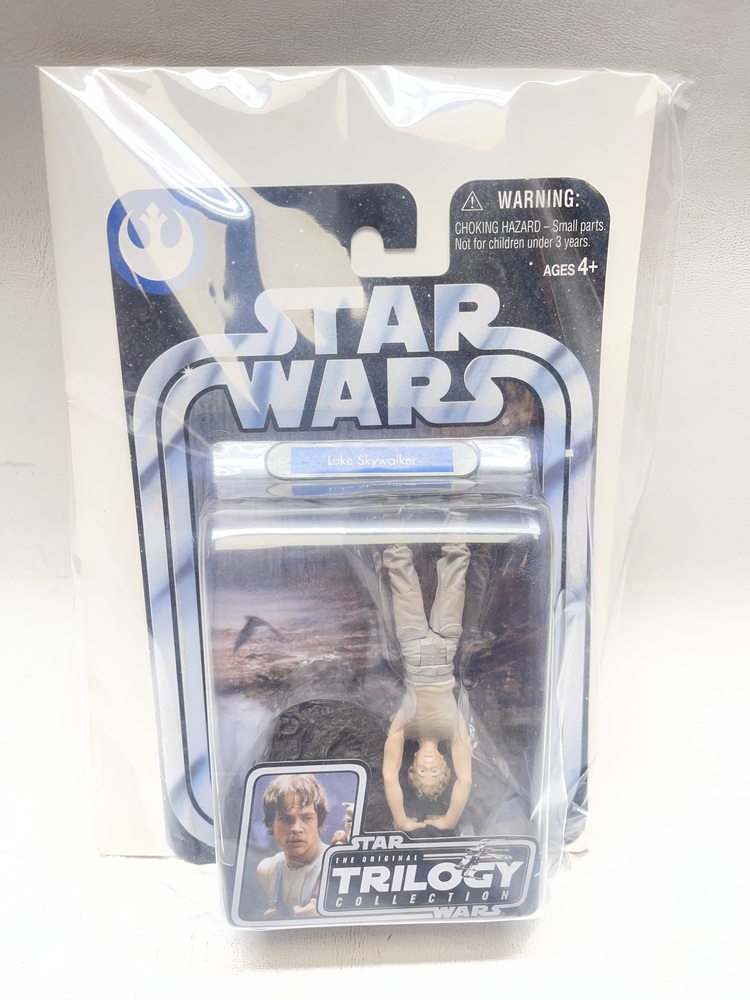 WARNING:
CHOKING HAZARD – Small parts.
Not for children under 3 years.
AGES 4+
STAR
WARS®
Luke Skywalker
STAR
THE ORIGINAL
TRILOGY
COLLECTION
WARS